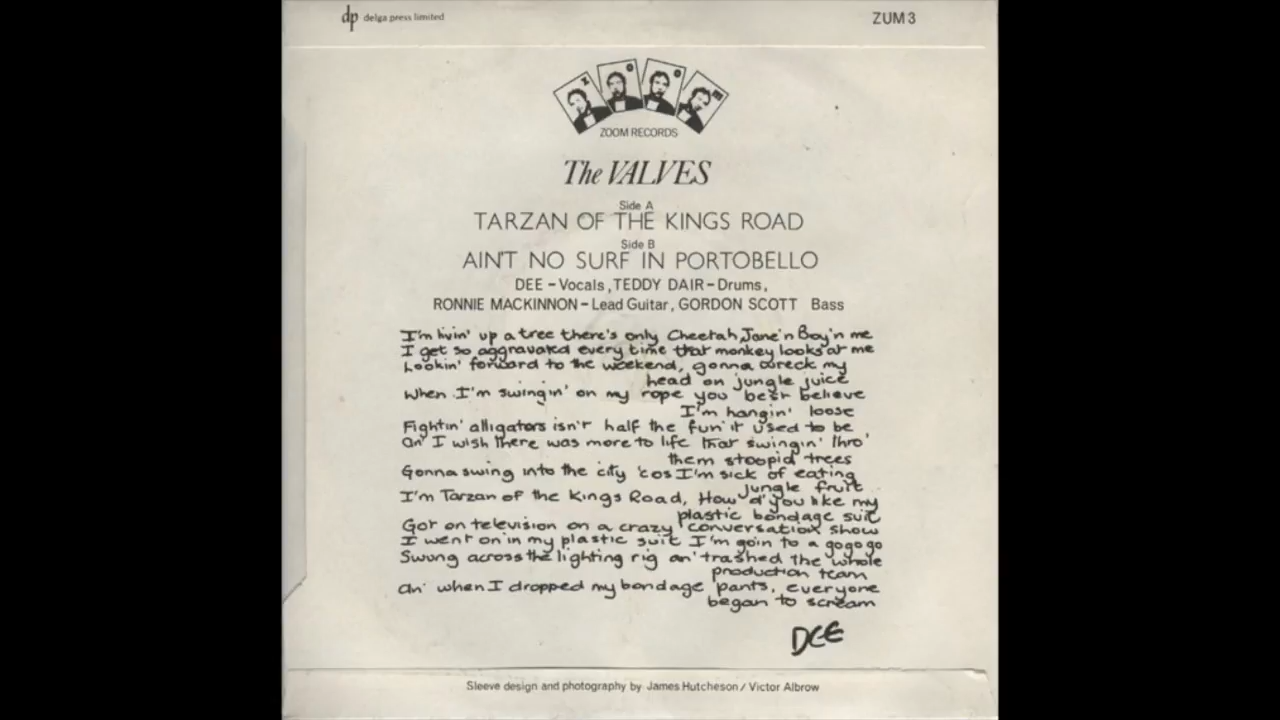 dp delga press limited
ZUM 3
Z O O M
ZOOM RECORDS
The VALVES
Side A
TARZAN OF THE KINGS ROAD
Side B
AIN'T NO SURF IN PORTOBELLO
DEE – Vocals, TEDDY DAIR – Drums,
RONNIE MACKINNON – Lead Guitar, GORDON SCOTT Bass
I'm livin' up a tree there's only Cheetah, Jane 'n Boy 'n me
I get so aggravated every time that monkey looks at me
Lookin' forward to the weekend, gonna wreck my
head on jungle juice
When I'm swingin' on my rope you best believe
I'm hangin' loose
Fightin' alligators isn't half the fun it used to be
An' I wish there was more to life that swingin' thro'
them stoopid trees
Gonna swing into the city 'cos I'm sick of eating
jungle fruit
I'm Tarzan of the Kings Road, How d'you like my
plastic bondage suit
Got on television on a crazy conversation show
I went on in my plastic suit I'm goin to a gogo go
Swung across the lighting rig an' trashed the whole
production team
An' when I dropped my bondage pants, everyone
began to scream
DEE
Sleeve design and photography by James Hutcheson / Victor Albrow